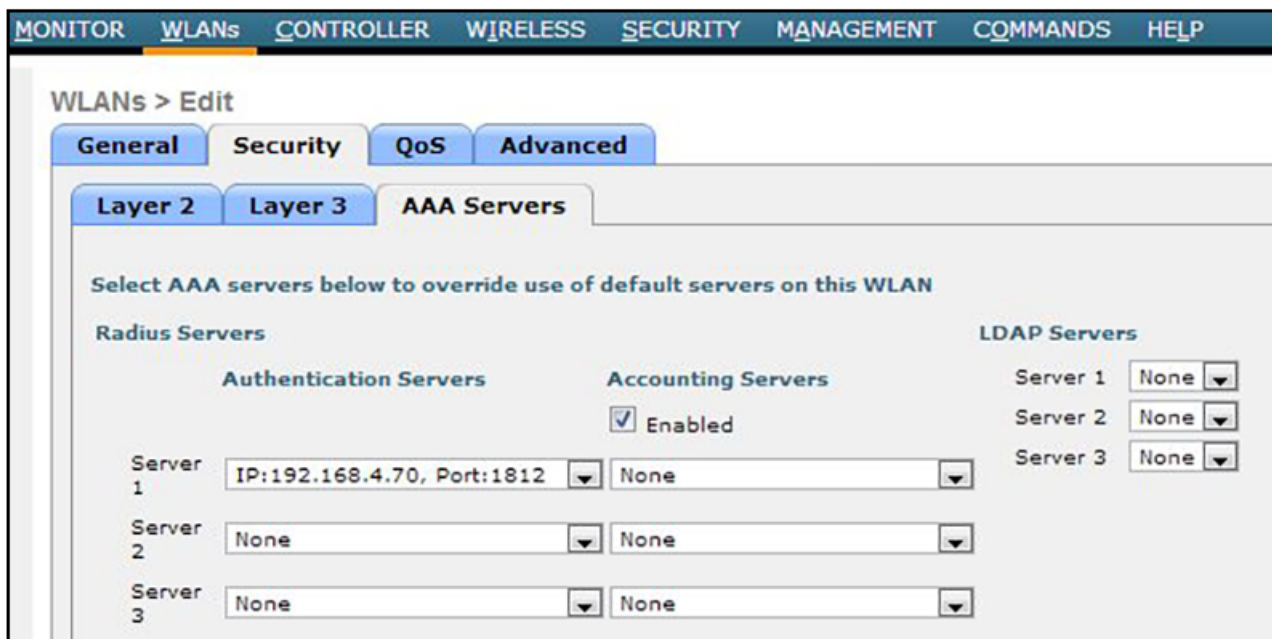 MONITOR WLANs CONTROLLER WIRELESS SECURITY MANAGEMENT COMMANDS HELP
WLANs > Edit
General Security QoS Advanced
Layer 2 Layer 3 AAA Servers
Select AAA servers below to override use of default servers on this WLAN
Radius Servers LDAP Servers
Authentication Servers Accounting Servers Server 1 None
Enabled Server 2 None
Server 3 None
Server
1 IP:192.168.4.70, Port:1812 None
Server
2 None None
Server
3 None None